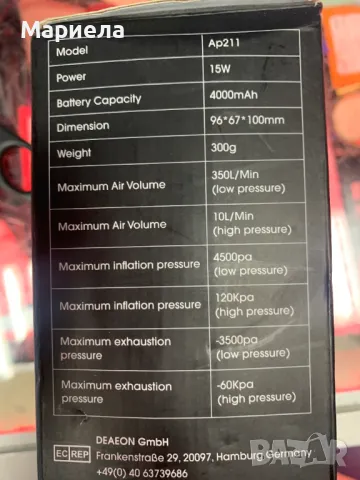 Мариела
Model Ap211
Power 15W
Battery Capacity 4000mAh
Dimension 96*67*100mm
Weight 300g
Maximum Air Volume 350L/Min
(low pressure)
Maximum Air Volume 10L/Min
(high pressure)
Maximum inflation pressure 4500pa
(low pressure)
Maximum inflation pressure 120Kpa
(high pressure)
Maximum exhaustion -3500pa
pressure (low pressure)
Maximum exhaustion -60Kpa
pressure (high pressure)
DEAEON GmbH
EC REP Frankenstraße 29, 20097, Hamburg Germany
+49(0) 40 63739686
BAZAR